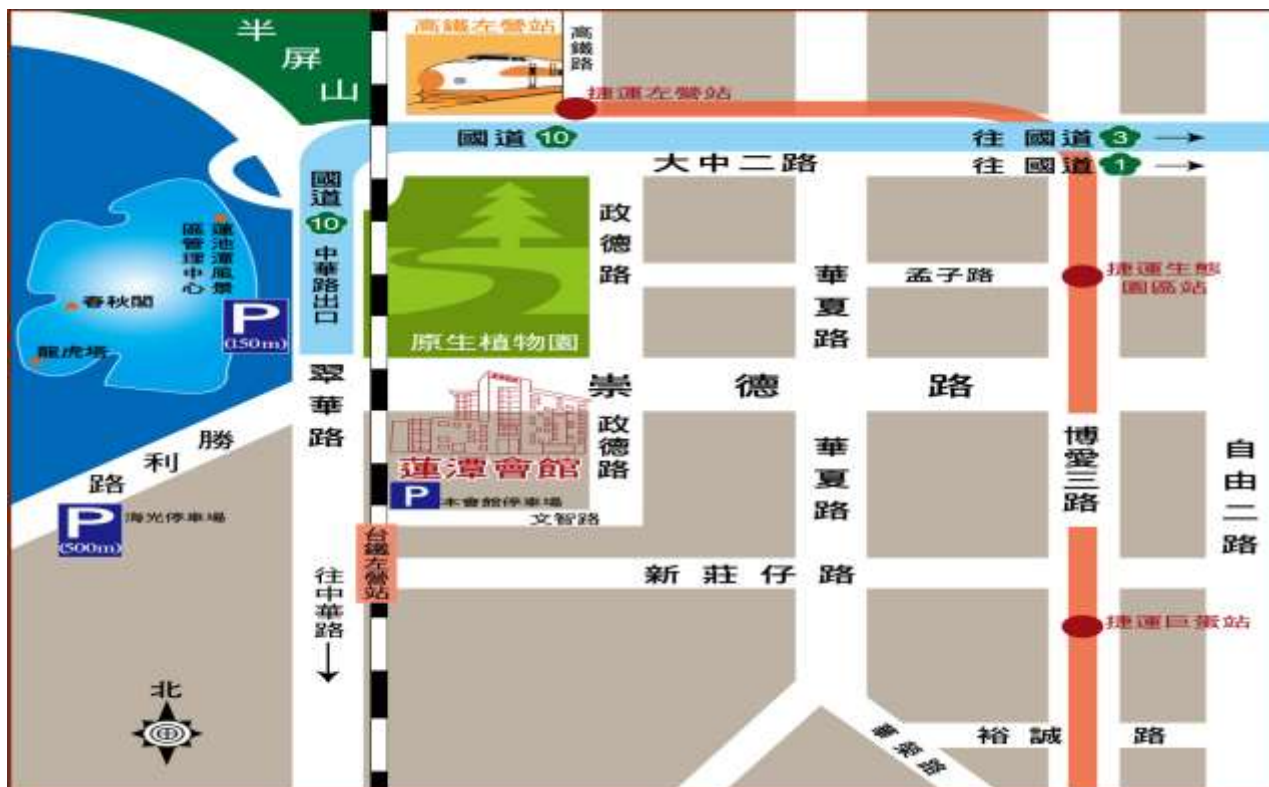 半屏山
高鐵左營站
高鐵路
捷運左營站
國道 10
往 國道 3 →
大中二路
往 國道 1 →
國道 10 中華路出口
蓮池潭風景
區管理中心
春秋閣
龍虎塔
P
(150m)
原生植物園
政德路
華夏路
孟子路
捷運生態
園區站
翠華路
崇德路
勝利路
蓮潭會館
P 本會館停車場
政德路
文智路
華夏路
博愛三路
自由二路
P
(500m)
海光停車場
台鐵左營站
往中華路
新莊仔路
捷運巨蛋站
北
華榮路
裕誠路